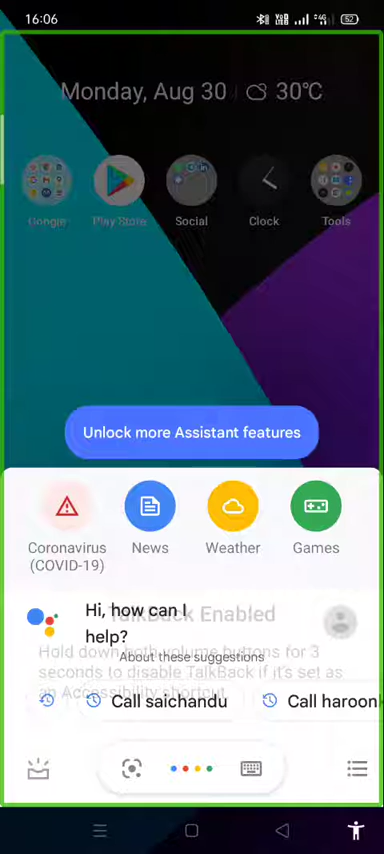 16:06
52
Monday, Aug 30 30°C
Google Play Store Social Clock Tools
Unlock more Assistant features
Coronavirus
(COVID-19)
News Weather Games
TalkBack Enabled
Hi, how can I
help?
Hold down both volume buttons for 3
seconds to disable TalkBack if it's set as
an Accessibility shortcut.
About these suggestions
Call saichandu Call haroon